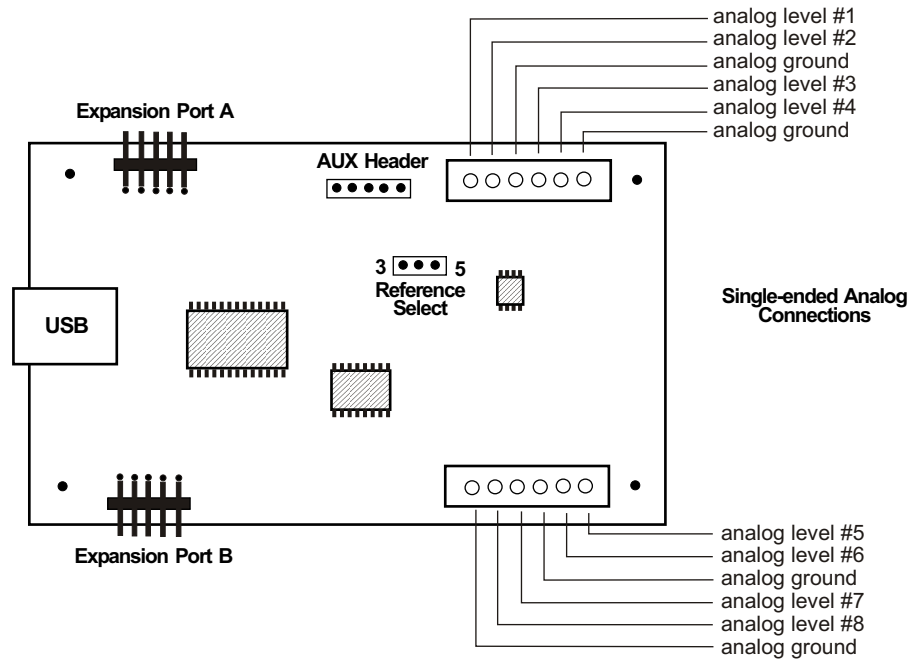 analog level #1
analog level #2
analog ground
analog level #3
analog level #4
analog ground
Expansion Port A
AUX Header
3 5
Reference
Select
USB
Single-ended Analog
Connections
Expansion Port B
analog level #5
analog level #6
analog ground
analog level #7
analog level #8
analog ground